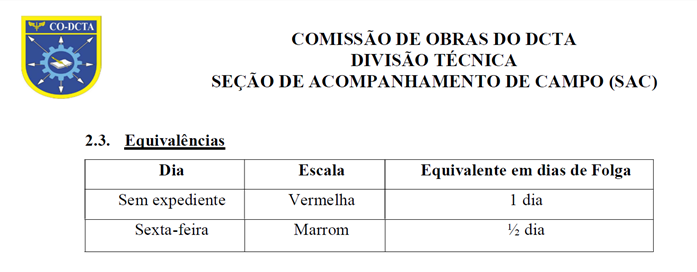 CO-DCTA
COMISSÃO DE OBRAS DO DCTA
DIVISÃO TÉCNICA
SEÇÃO DE ACOMPANHAMENTO DE CAMPO (SAC)
2.3. Equivalências
Dia Escala Equivalente em dias de Folga
Sem expediente Vermelha 1 dia
Sexta-feira Marrom ½ dia